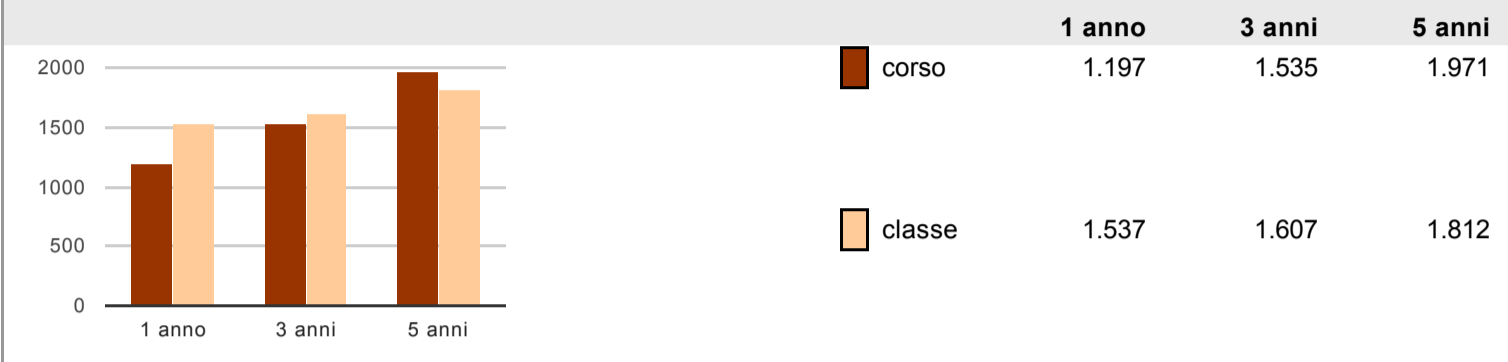 1 anno 3 anni 5 anni
2000
1500
1000
500
0
1 anno 3 anni 5 anni
corso 1.197 1.535 1.971
classe 1.537 1.607 1.812